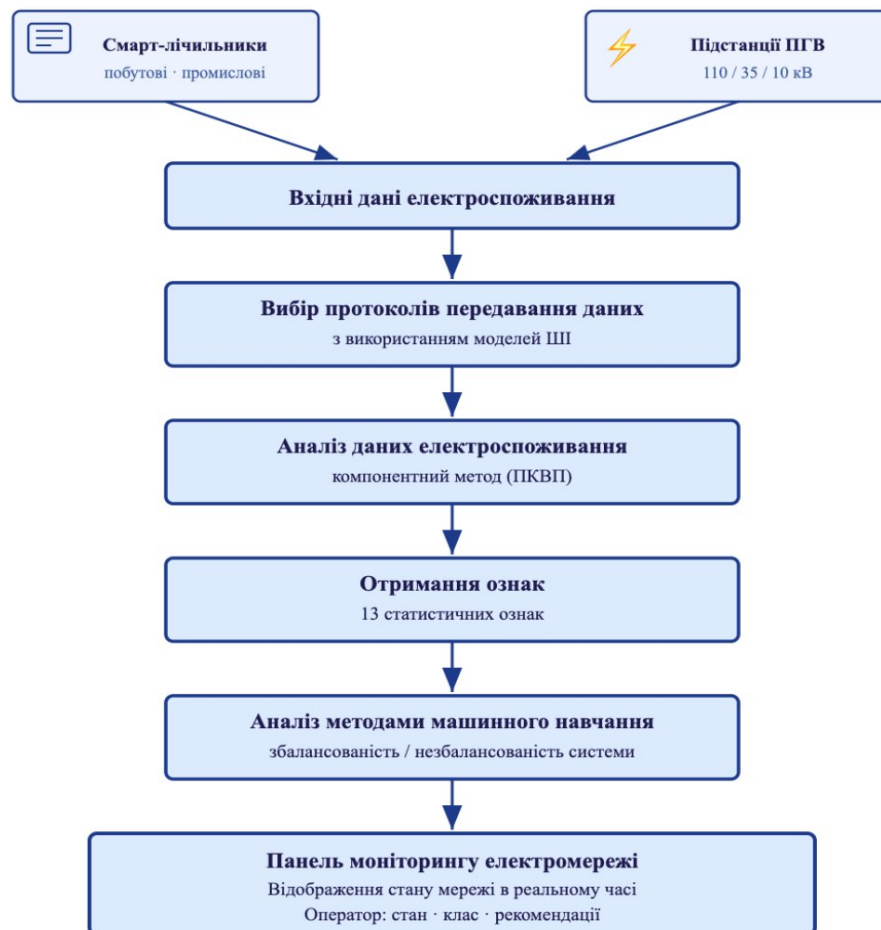 Смарт-лічильники
побутові · промислові
Підстанції ПГВ
110 / 35 / 10 кВ
Вхідні дані електроспоживання
Вибір протоколів передавання даних
з використанням моделей ШІ
Аналіз даних електроспоживання
компонентний метод (ПКВП)
Отримання ознак
13 статистичних ознак
Аналіз методами машинного навчання
збалансованість / незбалансованість системи
Панель моніторингу електромережі
Відображення стану мережі в реальному часі
Оператор: стан · клас · рекомендації